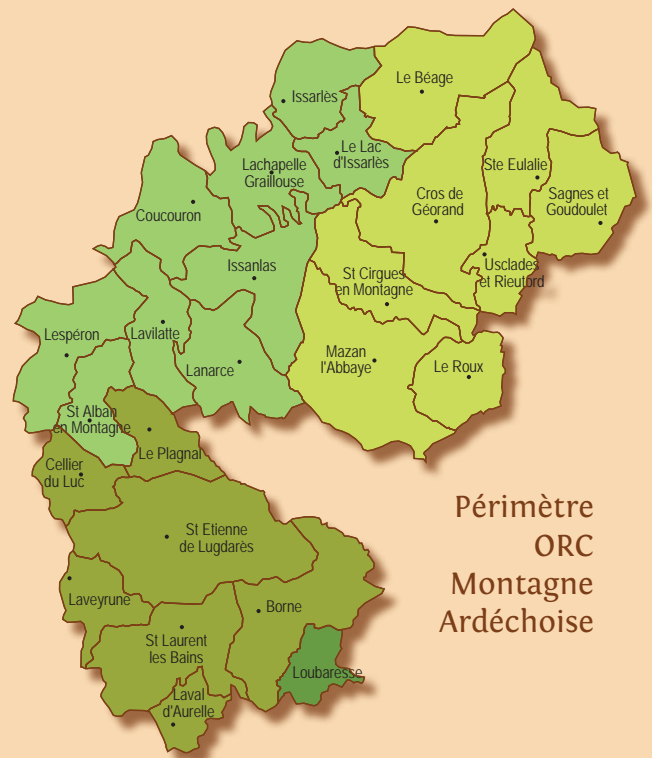 Le Béage
Issarlès
Le Lac
d'Issarlès
Lachapelle
Graillouse
Ste Eulalie
Cros de
Géorand
Sagnes et
Goudoulet
Coucouron
Issanlas
St Cirgues
en Montagne
Usclades
et Rieutord
Lespéron
Lavilatte
Lanarce
Mazan
l'Abbaye
Le Roux
St Alban
en Montagne
Le Plagnal
Cellier
du Luc
St Etienne
de Lugdarès
Laveyrune
Borne
St Laurent
les Bains
Loubaresse
Laval
d'Aurelle
Périmètre
ORC
Montagne
Ardéchoise